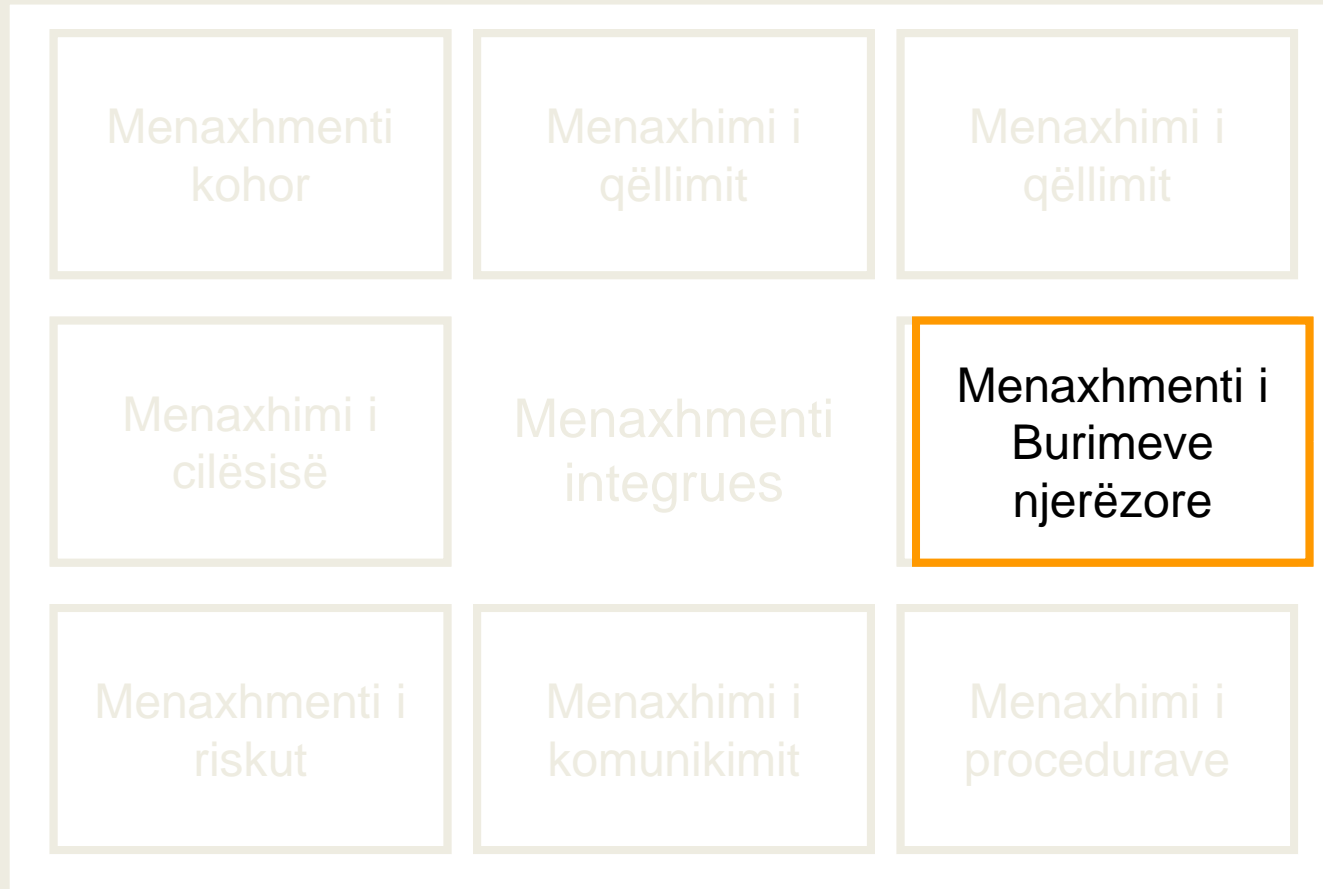 Menaxhmenti
kohor
Menaxhimi i
qëllimit
Menaxhimi i
qëllimit
Menaxhimi i
cilësisë
Menaxhmenti
integrues
Menaxhmenti i
Burimeve
njerëzore
Menaxhmenti i
riskut
Menaxhimi i
komunikimit
Menaxhimi i
procedurave